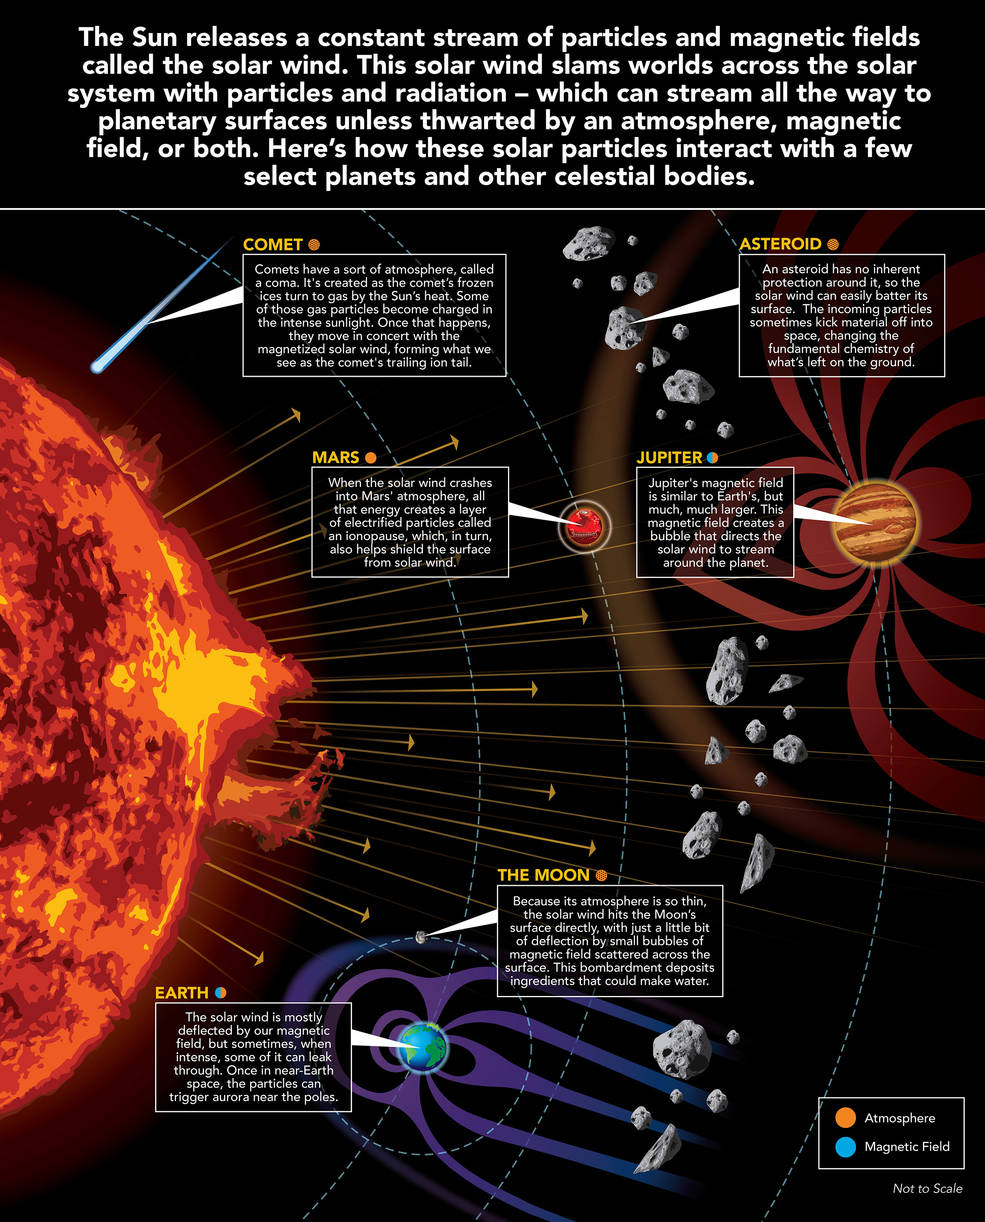 The Sun releases a constant stream of particles and magnetic fields
called the solar wind. This solar wind slams worlds across the solar
system with particles and radiation – which can stream all the way to
planetary surfaces unless thwarted by an atmosphere, magnetic
field, or both. Here's how these solar particles interact with a few
select planets and other celestial bodies.
COMET
Comets have a sort of atmosphere, called
a coma. It's created as the comet's frozen
ices turn to gas by the Sun's heat. Some
of those gas particles become charged in
the intense sunlight. Once that happens,
they move in concert with the
magnetized solar wind, forming what we
see as the comet's trailing ion tail.
ASTEROID
An asteroid has no inherent
protection around it, so the
solar wind can easily batter its
surface. The incoming particles
sometimes kick material off into
space, changing the
fundamental chemistry of
what's left on the ground.
MARS
When the solar wind crashes
into Mars' atmosphere, all
that energy creates a layer
of electrified particles called
an ionopause, which, in turn,
also helps shield the surface
from solar wind.
JUPITER
Jupiter's magnetic field
is similar to Earth's, but
much, much larger. This
magnetic field creates a
bubble that directs the
solar wind to stream
around the planet.
THE MOON
Because its atmosphere is so thin,
the solar wind hits the Moon's
surface directly, with just a little bit
of deflection by small bubbles of
magnetic field scattered across the
surface. This bombardment deposits
ingredients that could make water.
EARTH
The solar wind is mostly
deflected by our magnetic
field, but sometimes, when
intense, some of it can leak
through. Once in near-Earth
space, the particles can
trigger aurora near the poles.
Atmosphere
Magnetic Field
Not to Scale